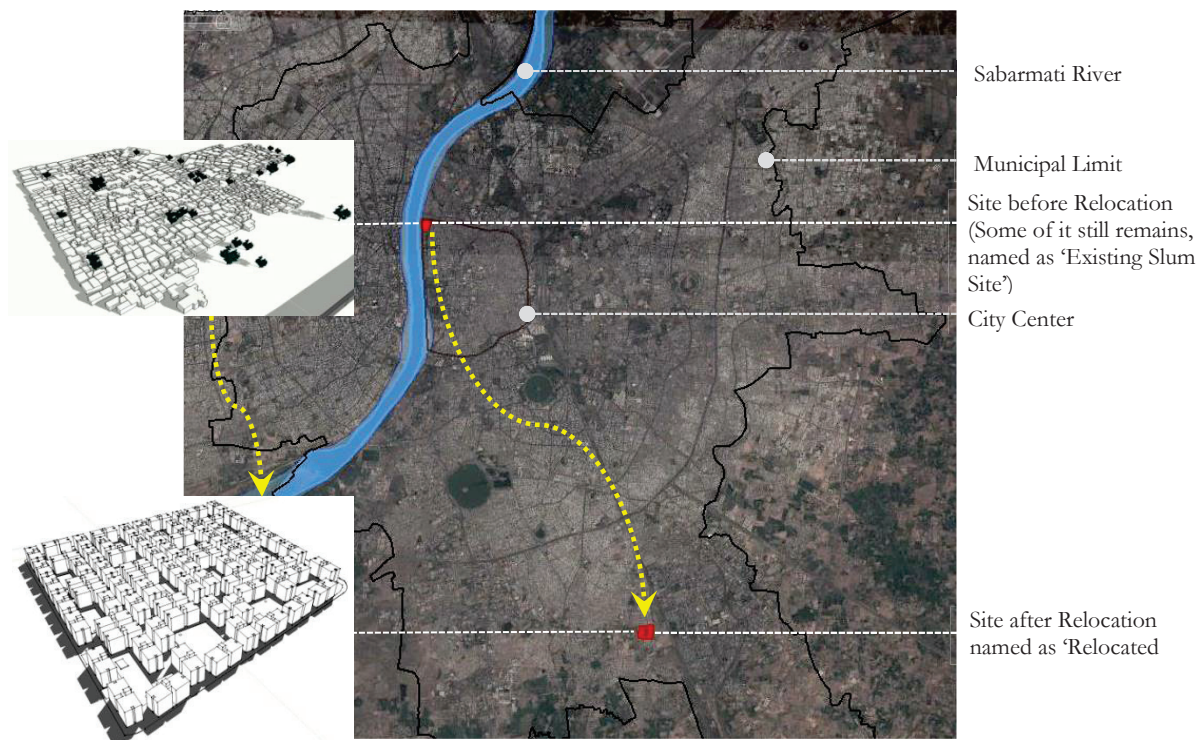 Sabarmati River
Municipal Limit
Site before Relocation
(Some of it still remains,
named as ‘Existing Slum
Site’)
City Center
Site after Relocation
named as ‘Relocated